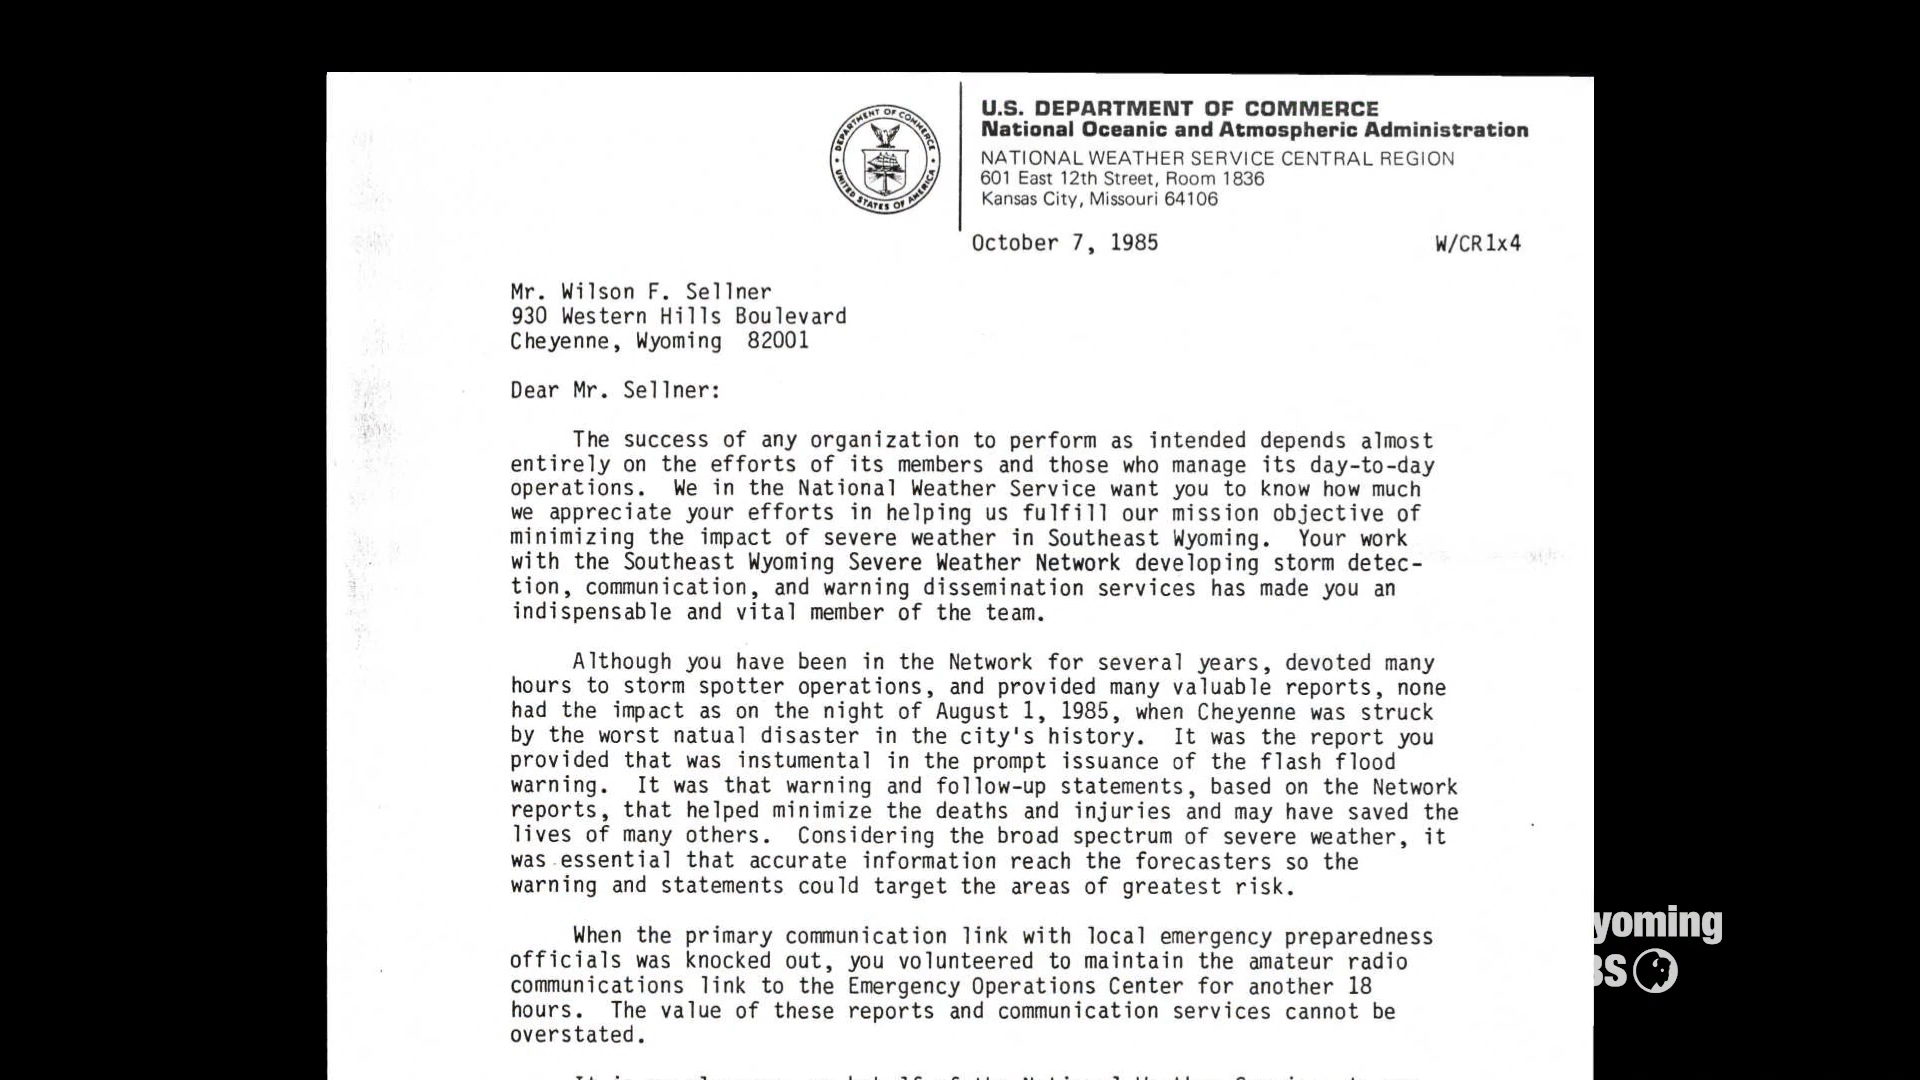 U.S. DEPARTMENT OF COMMERCE
National Oceanic and Atmospheric Administration
NATIONAL WEATHER SERVICE CENTRAL REGION
601 East 12th Street, Room 1836
Kansas City, Missouri 64106
DEPARTMENT OF COMMERCE
UNITED STATES OF AMERICA
October 7, 1985 W/CR1x4
Mr. Wilson F. Sellner
930 Western Hills Boulevard
Cheyenne, Wyoming 82001
Dear Mr. Sellner:
The success of any organization to perform as intended depends almost
entirely on the efforts of its members and those who manage its day-to-day
operations. We in the National Weather Service want you to know how much
we appreciate your efforts in helping us fulfill our mission objective of
minimizing the impact of severe weather in Southeast Wyoming. Your work
with the Southeast Wyoming Severe Weather Network developing storm detec-
tion, communication, and warning dissemination services has made you an
indispensable and vital member of the team.
Although you have been in the Network for several years, devoted many
hours to storm spotter operations, and provided many valuable reports, none
had the impact as on the night of August 1, 1985, when Cheyenne was struck
by the worst natual disaster in the city's history. It was the report you
provided that was instumental in the prompt issuance of the flash flood
warning. It was that warning and follow-up statements, based on the Network
reports, that helped minimize the deaths and injuries and may have saved the
lives of many others. Considering the broad spectrum of severe weather, it
was essential that accurate information reach the forecasters so the
warning and statements could target the areas of greatest risk.
When the primary communication link with local emergency preparedness
officials was knocked out, you volunteered to maintain the amateur radio
communications link to the Emergency Operations Center for another 18
hours. The value of these reports and communication services cannot be
overstated.
yoming
BS